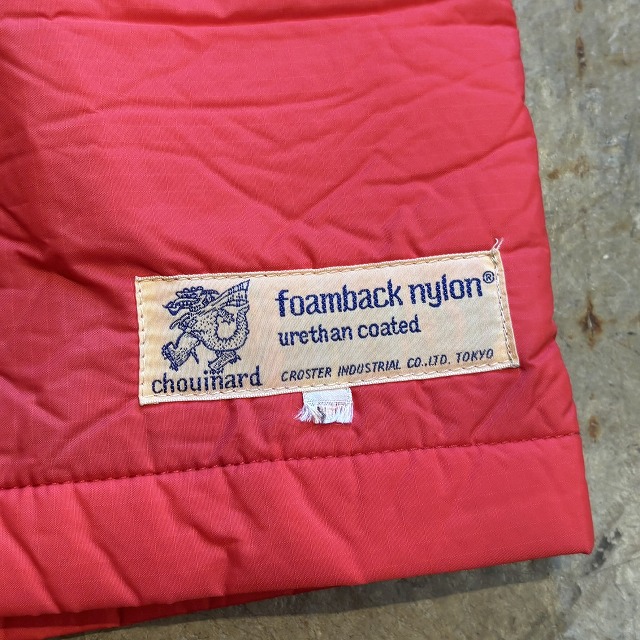 foamback nylon®
urethan coated
chouinard
CROSTER INDUSTRIAL CO.,LTD. TOKYO